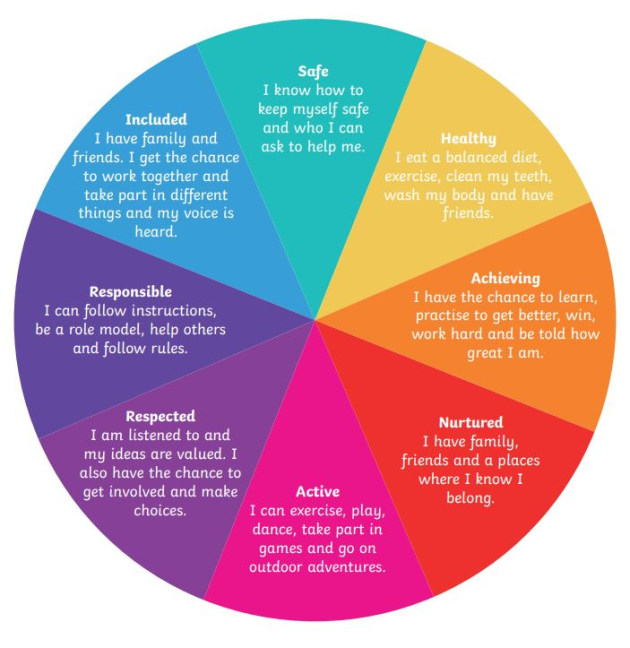 Safe
I know how to
keep myself safe
and who I can
ask to help me.
Healthy
I eat a balanced diet,
exercise, clean my teeth,
wash my body and have
friends.
Achieving
I have the chance to learn,
practise to get better, win,
work hard and be told how
great I am.
Nurtured
I have family,
friends and a places
where I know I
belong.
Active
I can exercise, play,
dance, take part in
games and go on
outdoor adventures.
Respected
I am listened to and
my ideas are valued. I
also have the chance to
get involved and make
choices.
Responsible
I can follow instructions,
be a role model, help others
and follow rules.
Included
I have family and
friends. I get the chance
to work together and
take part in different
things and my voice is
heard.